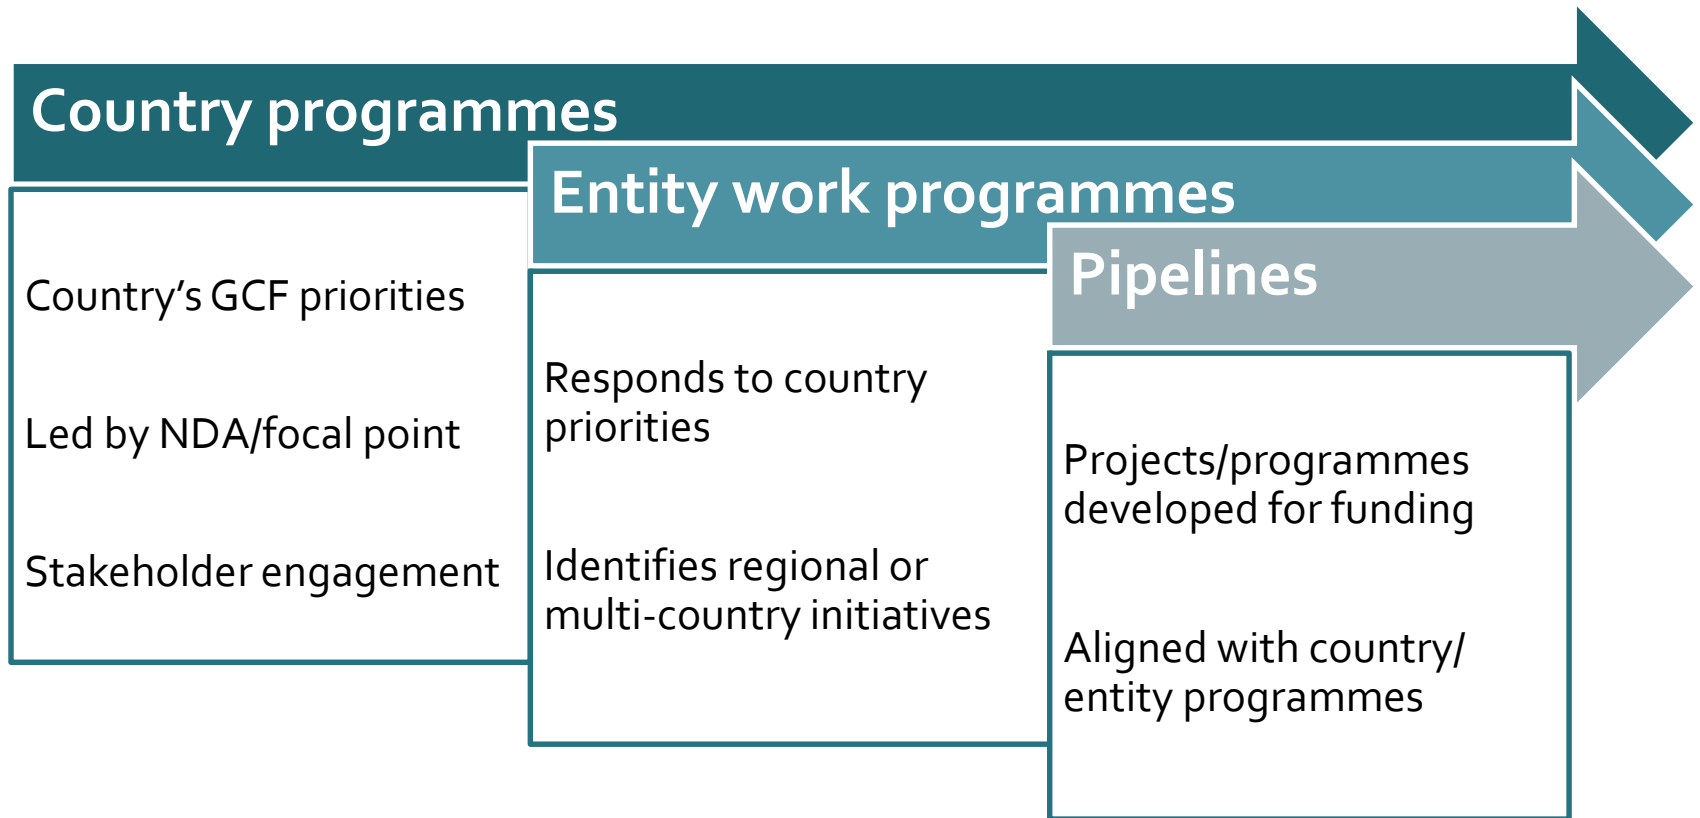 Country programmes
Country's GCF priorities
Led by NDA/focal point
Stakeholder engagement
Entity work programmes
Responds to country
priorities
Identifies regional or
multi-country initiatives
Pipelines
Projects/programmes
developed for funding
Aligned with country/
entity programmes